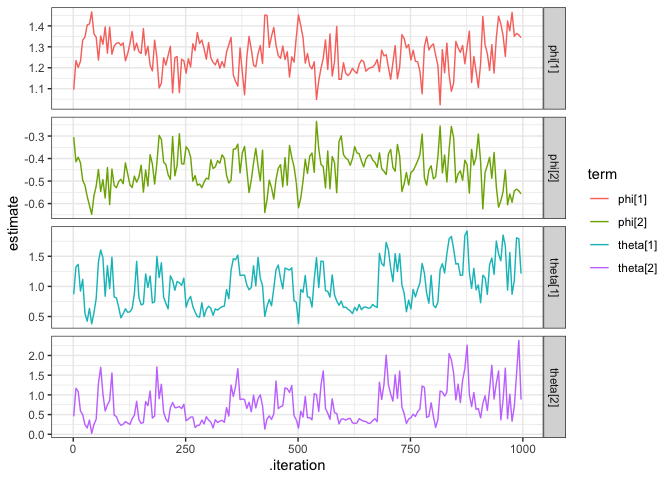 estimate
1.4
1.3
1.2
1.1
phi[1]
-0.3
-0.4
-0.5
-0.6
phi[2]
1.5
1.0
0.5
theta[1]
2.0
1.5
1.0
0.5
0.0
theta[2]
0
250
500
750
1000
.iteration
term
phi[1]
phi[2]
theta[1]
theta[2]